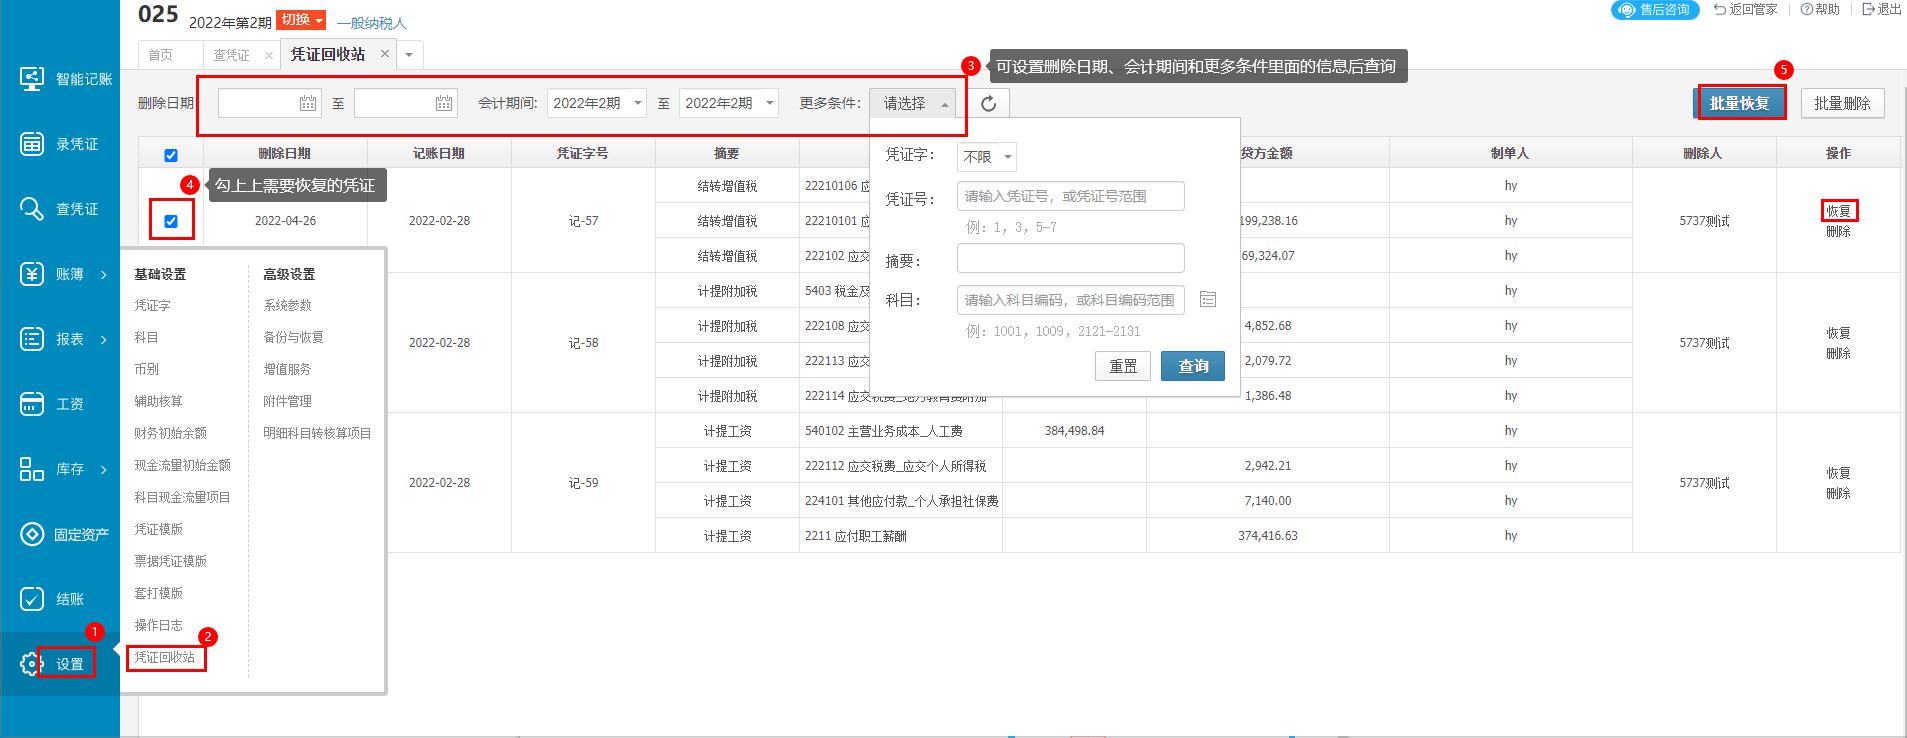 025 2022年第2期 切换 一般纳税人
售后咨询 返回管家 帮助 退出
首页 查凭证 凭证回收站
3 可设置删除日期、会计期间和更多条件里面的信息后查询
5
删除日期 至 会计期间: 2022年2期 至 2022年2期 更多条件: 请选择 批量恢复 批量删除
删除日期 记账日期 凭证字号 摘要 贷方金额 制单人 删除人 操作
4 勾上上需要恢复的凭证
结转增值税 22210106 应 hy
2022-04-26 2022-02-28 记-57 结转增值税 22210101 应 199,238.16 hy 5737测试 恢复
删除
结转增值税 222102 应交 69,324.07 hy
计提附加税 5403 税金及 hy
2022-02-28 记-58 计提附加税 222108 应交 4,852.68 hy 5737测试 恢复
删除
计提附加税 222113 应交 2,079.72 hy
计提附加税 222114 应交税费_地方教育费附加 1,386.48 hy
计提工资 540102 主营业务成本_人工费 384,498.84 hy
2022-02-28 记-59 计提工资 222112 应交税费_应交个人所得税 2,942.21 hy 5737测试 恢复
删除
计提工资 224101 其他应付款_个人承担社保费 7,140.00 hy
计提工资 2211 应付职工薪酬 374,416.63 hy
凭证字: 不限
凭证号: 请输入凭证号，或凭证号范围
例: 1, 3, 5-7
摘要:
科目: 请输入科目编码，或科目编码范围
例: 1001, 1009, 2121-2131
重置 查询
智能记账
录凭证
查凭证
账簿
报表
工资
库存
固定资产
结账
1
设置
基础设置 高级设置
凭证字 系统参数
科目 备份与恢复
币别 增值服务
辅助核算 附件管理
财务初始余额 明细科目转核算项目
现金流量初始金额
科目现金流量项目
凭证模版
票据凭证模版
套打模版
操作日志
2
凭证回收站